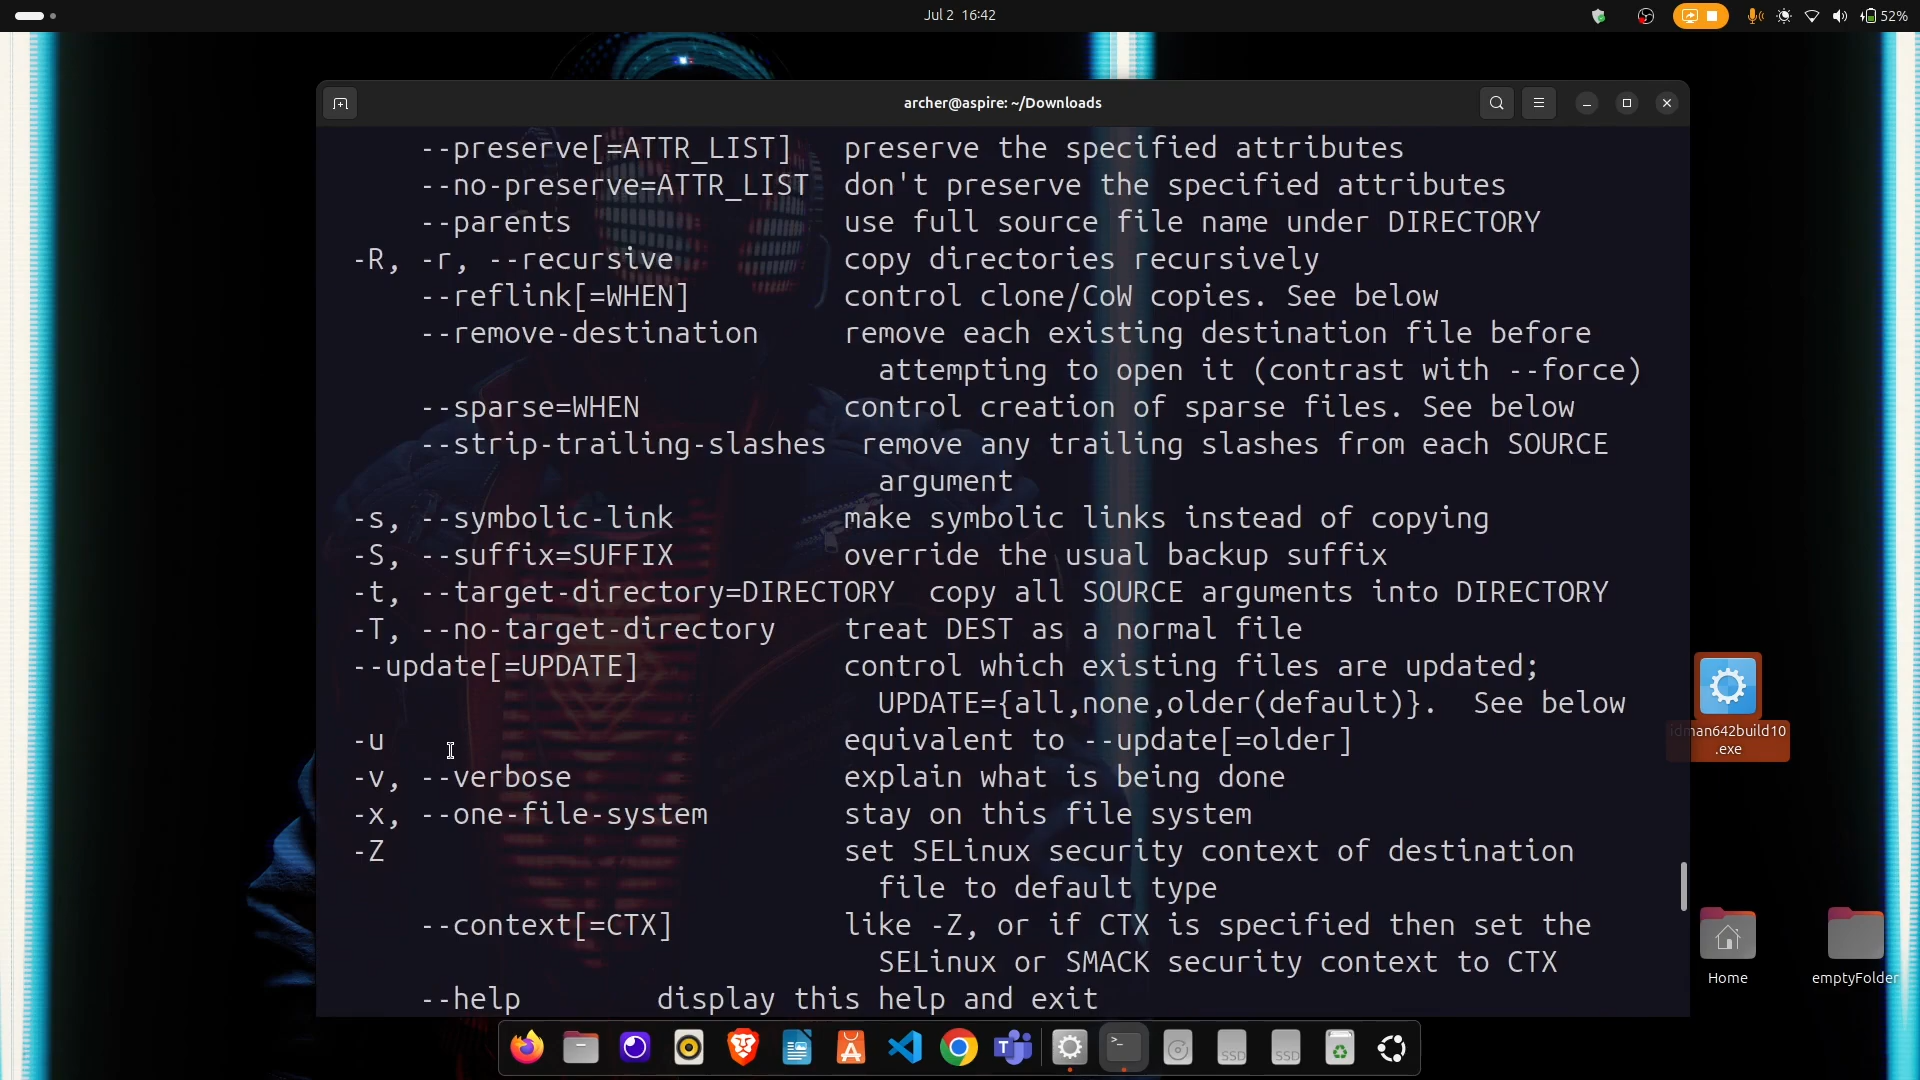 Jul 2 16:42
52%
archer@aspire: ~/Downloads
--preserve[=ATTR_LIST] preserve the specified attributes
--no-preserve=ATTR_LIST don't preserve the specified attributes
--parents use full source file name under DIRECTORY
-R, -r, --recursive copy directories recursively
--reflink[=WHEN] control clone/CoW copies. See below
--remove-destination remove each existing destination file before
attempting to open it (contrast with --force)
--sparse=WHEN control creation of sparse files. See below
--strip-trailing-slashes remove any trailing slashes from each SOURCE
argument
-s, --symbolic-link make symbolic links instead of copying
-S, --suffix=SUFFIX override the usual backup suffix
-t, --target-directory=DIRECTORY copy all SOURCE arguments into DIRECTORY
-T, --no-target-directory treat DEST as a normal file
--update[=UPDATE] control which existing files are updated;
UPDATE={all,none,older(default)}. See below
-u equivalent to --update[=older]
-v, --verbose explain what is being done
-x, --one-file-system stay on this file system
-Z set SELinux security context of destination
file to default type
--context[=CTX] like -Z, or if CTX is specified then set the
SELinux or SMACK security context to CTX
--help display this help and exit
idman642build10
.exe
Home
emptyFolder
SSD
SSD